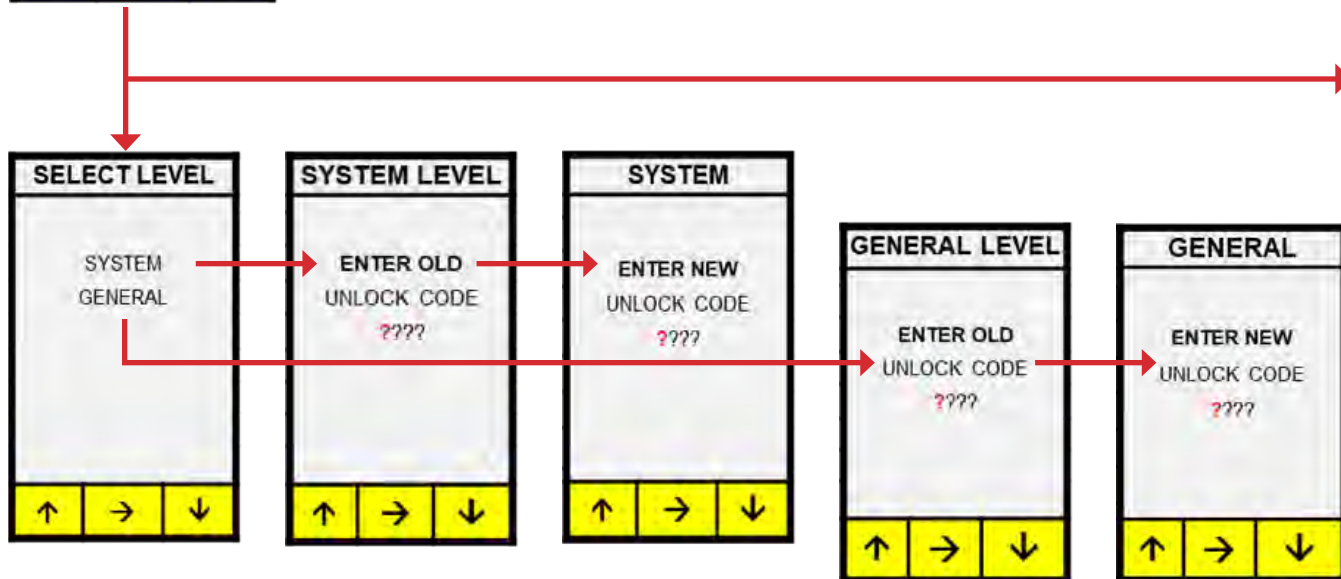 SELECT LEVEL
SYSTEM
GENERAL
↑ → ↓
SYSTEM LEVEL
ENTER OLD
UNLOCK CODE
????
↑ → ↓
SYSTEM
ENTER NEW
UNLOCK CODE
????
↑ → ↓
GENERAL LEVEL
ENTER OLD
UNLOCK CODE
????
↑ → ↓
GENERAL
ENTER NEW
UNLOCK CODE
????
↑ → ↓